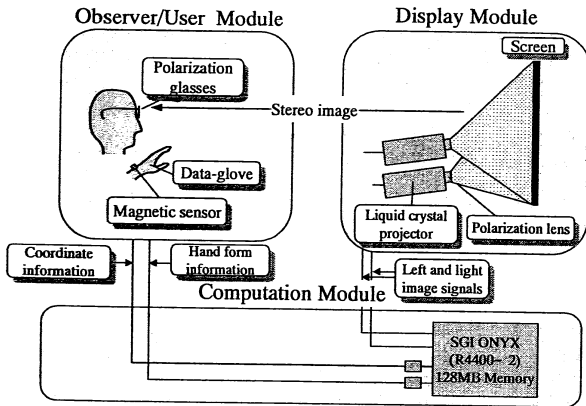 Observer/User Module
Display Module
Screen
Polarization
glasses
Stereo image
Data-glove
Magnetic sensor
Liquid crystal
projector
Polarization lens
Coordinate
information
Hand form
information
Left and light
image signals
Computation Module
SGI ONYX
(R4400- 2)
128MB Memory